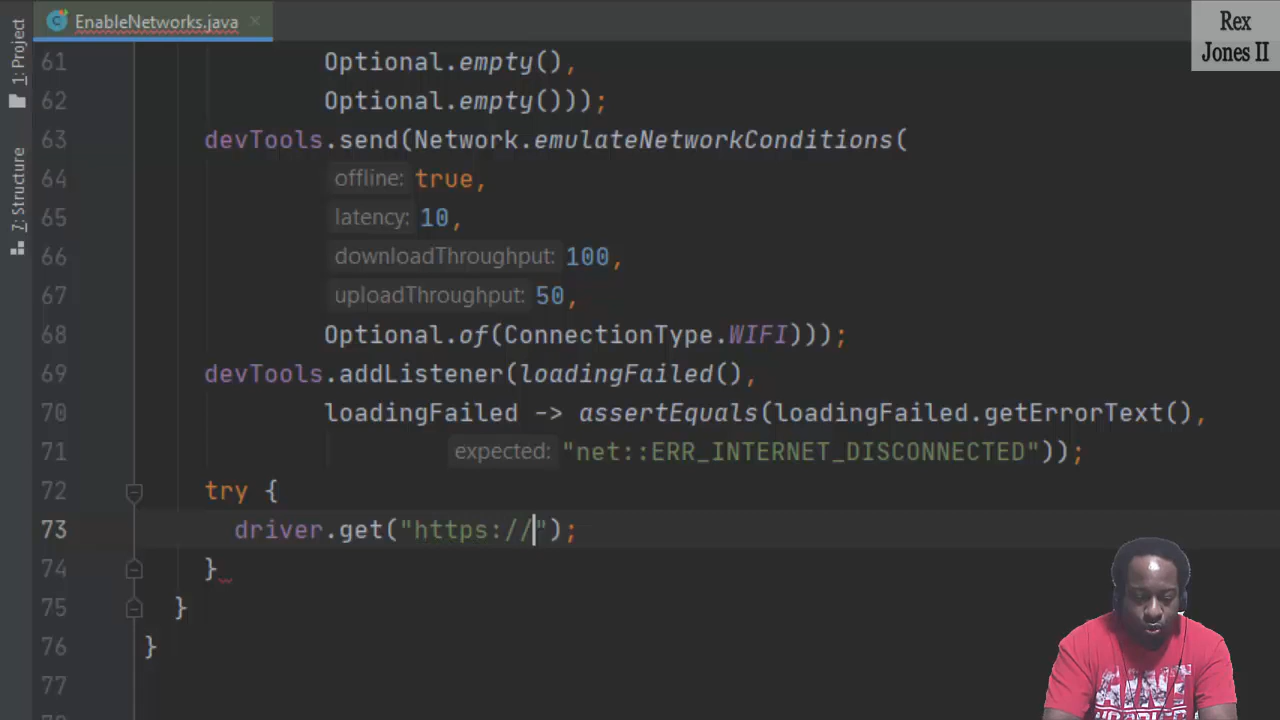 EnableNetworks.java
Rex
Jones II
1: Project
7: Structure
61 Optional.empty(),
62 Optional.empty()));
63 devTools.send(Network.emulateNetworkConditions(
64 offline: true,
65 latency: 10,
66 downloadThroughput: 100,
67 uploadThroughput: 50,
68 Optional.of(ConnectionType.WIFI)));
69 devTools.addListener(loadingFailed(),
70 loadingFailed -> assertEquals(loadingFailed.getErrorText(),
71 expected: "net::ERR_INTERNET_DISCONNECTED"));
72 try {
73 driver.get("https://");
74 }
75 }
76 }
77